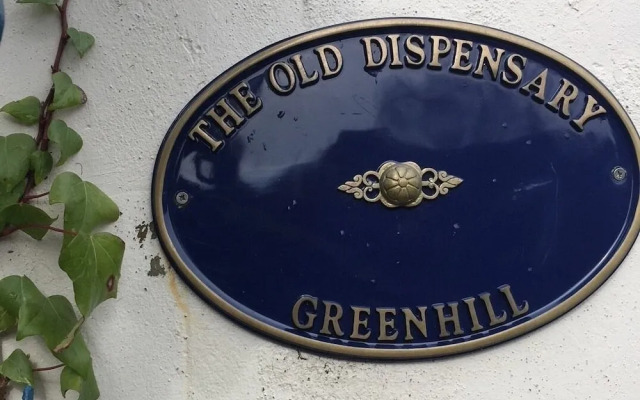 THE OLD DISPENSARY
GREENHILL